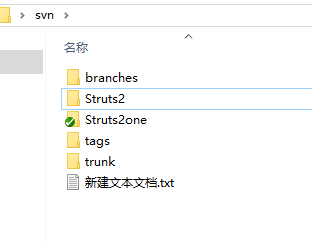 svn
名称
branches
Struts2
Struts2one
tags
trunk
新建文本文档.txt